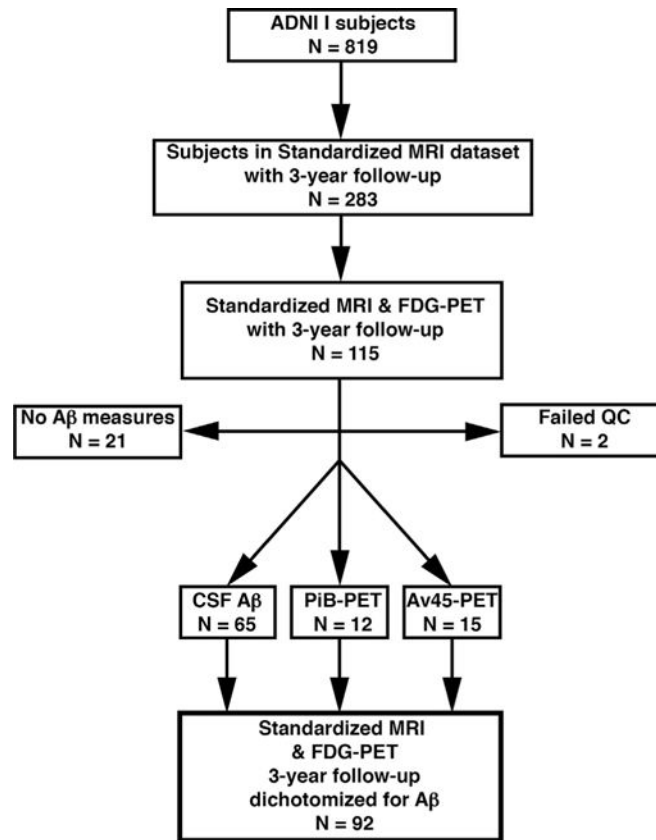 ADNI I subjects
N = 819
Subjects in Standardized MRI dataset
with 3-year follow-up
N = 283
Standardized MRI & FDG-PET
with 3-year follow-up
N = 115
No Aβ measures
N = 21
Failed QC
N = 2
CSF Aβ
N = 65
PiB-PET
N = 12
Av45-PET
N = 15
Standardized MRI
& FDG-PET
3-year follow-up
dichotomized for Aβ
N = 92